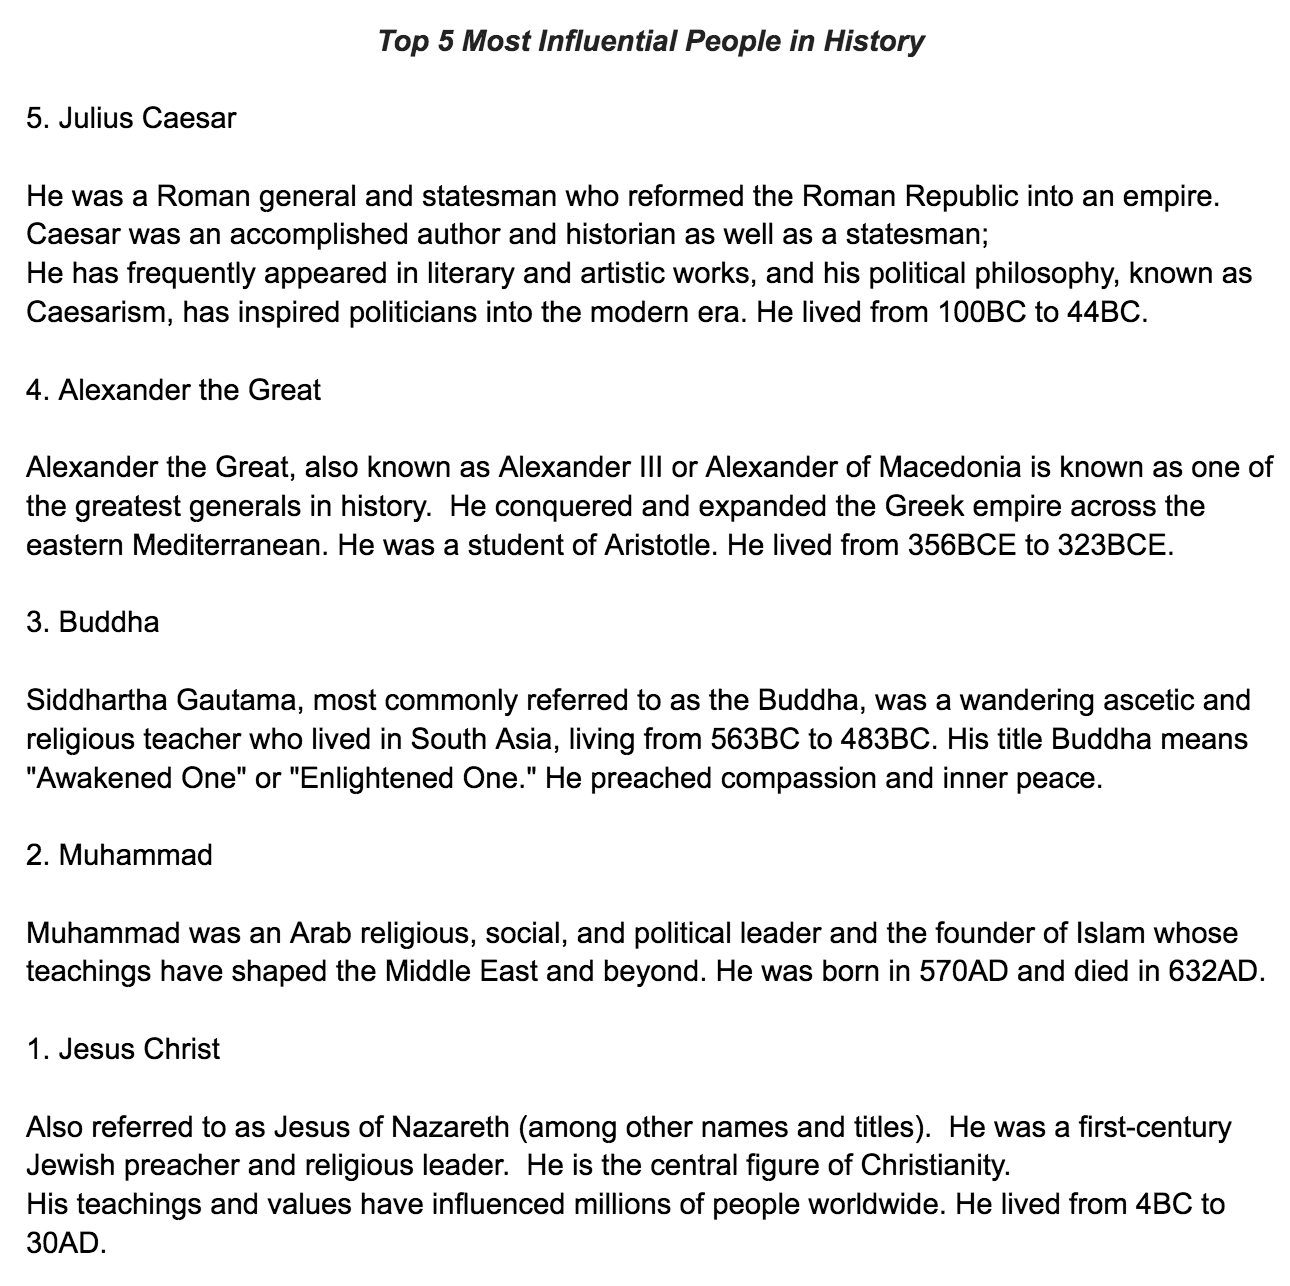 Top 5 Most Influential People in History
5. Julius Caesar
He was a Roman general and statesman who reformed the Roman Republic into an empire.
Caesar was an accomplished author and historian as well as a statesman;
He has frequently appeared in literary and artistic works, and his political philosophy, known as
Caesarism, has inspired politicians into the modern era. He lived from 100BC to 44BC.
4. Alexander the Great
Alexander the Great, also known as Alexander III or Alexander of Macedonia is known as one of
the greatest generals in history.  He conquered and expanded the Greek empire across the
eastern Mediterranean. He was a student of Aristotle. He lived from 356BCE to 323BCE.
3. Buddha
Siddhartha Gautama, most commonly referred to as the Buddha, was a wandering ascetic and
religious teacher who lived in South Asia, living from 563BC to 483BC. His title Buddha means
"Awakened One" or "Enlightened One." He preached compassion and inner peace.
2. Muhammad
Muhammad was an Arab religious, social, and political leader and the founder of Islam whose
teachings have shaped the Middle East and beyond. He was born in 570AD and died in 632AD.
1. Jesus Christ
Also referred to as Jesus of Nazareth (among other names and titles).  He was a first-century
Jewish preacher and religious leader.  He is the central figure of Christianity.
His teachings and values have influenced millions of people worldwide. He lived from 4BC to
30AD.